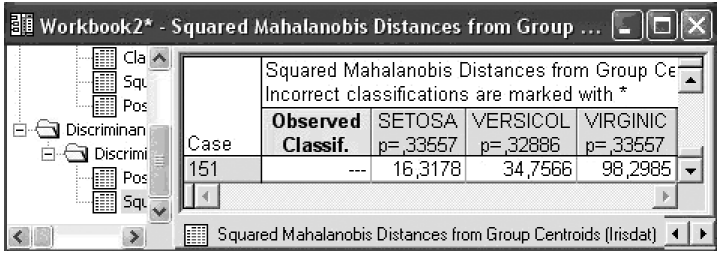 Workbook2* - Squared Mahalanobis Distances from Group ...
Cla
Squ
Pos
Discriminan
Discrimi
Pos
Squ
Squared Mahalanobis Distances from Group Ce
Incorrect classifications are marked with *
Case
Observed Classif.
SETOSA p=,33557
VERSICOL p=,32886
VIRGINIC p=,33557
151 --- 16,3178 34,7566 98,2985
Squared Mahalanobis Distances from Group Centroids (Irisdat)